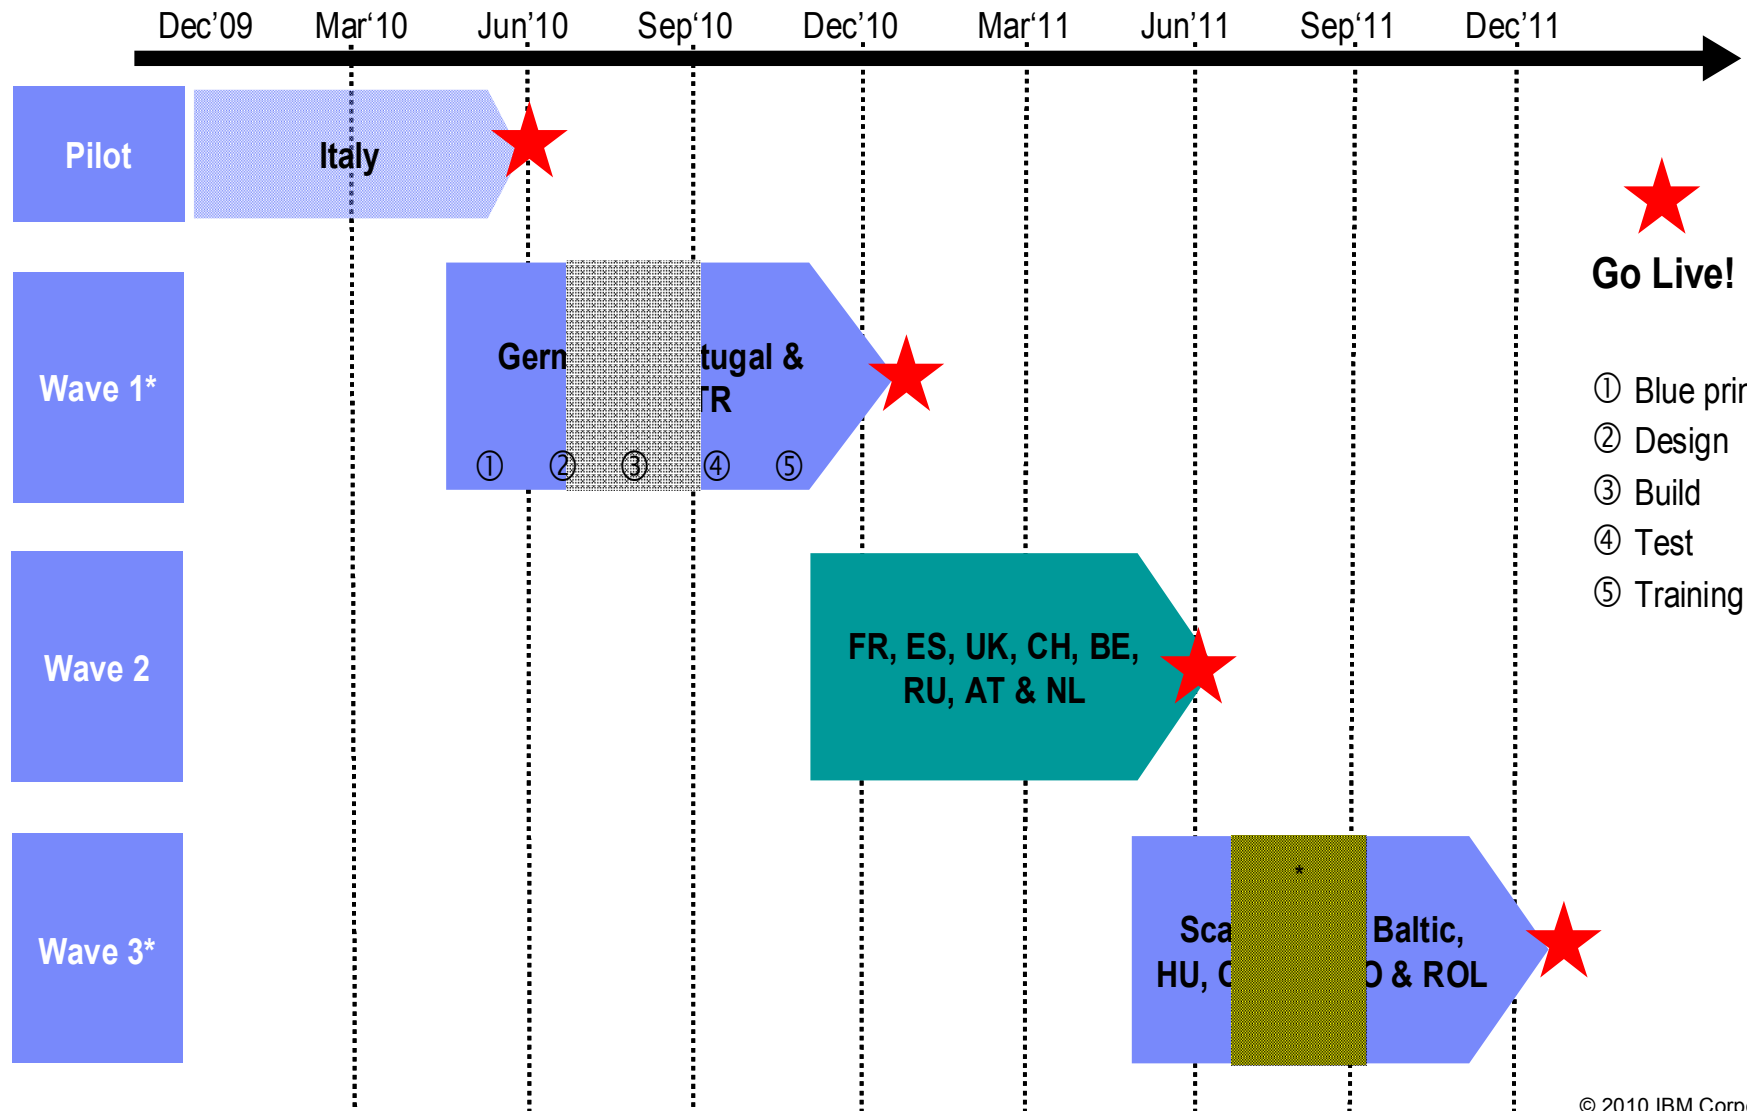 Dec’09 Mar‘10 Jun’10 Sep‘10 Dec’10 Mar‘11 Jun’11 Sep‘11 Dec’11
Pilot
Italy
Go Live!
Wave 1*
Germ tugal &
TR
① ② ③ ④ ⑤
① Blue prin
② Design
③ Build
④ Test
⑤ Training
Wave 2
FR, ES, UK, CH, BE,
RU, AT & NL
Wave 3*
*
Sca Baltic,
HU, O & ROL
© 2010 IBM Corp